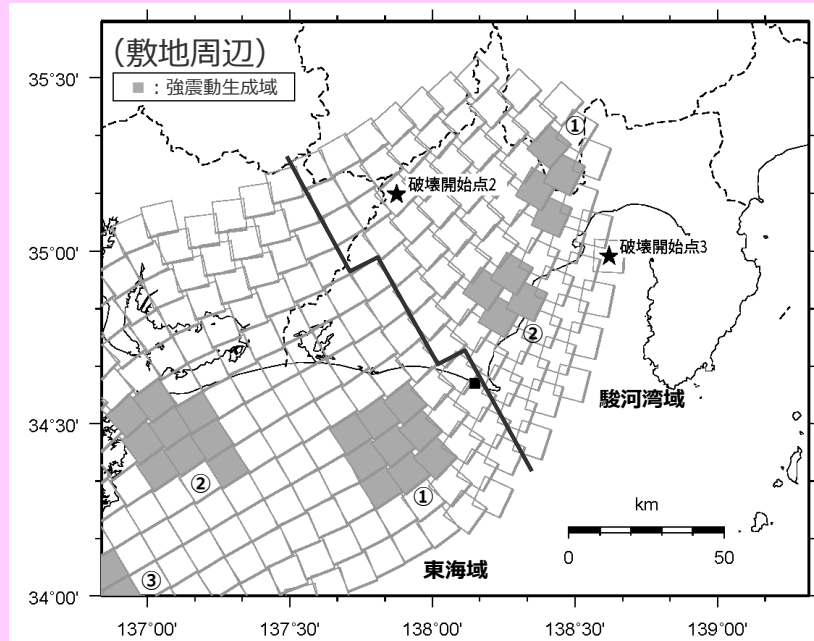 (敷地周辺)
■：強震動生成域
35°30'
35°00'
34°30'
34°00'
①
破壊開始点2
破壊開始点3
②
駿河湾域
②
①
③
東海域
km
0 50
137°00' 137°30' 138°00' 138°30' 139°00'